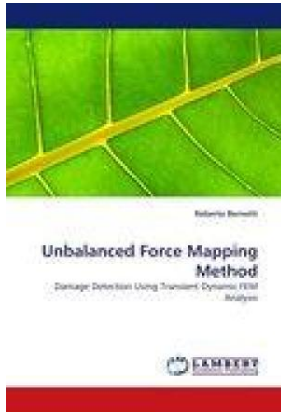 Roberto Bernetti
Unbalanced Force Mapping
Method
Damage Detection Using Transient Dynamic FEM
Analysis
LAMBERT